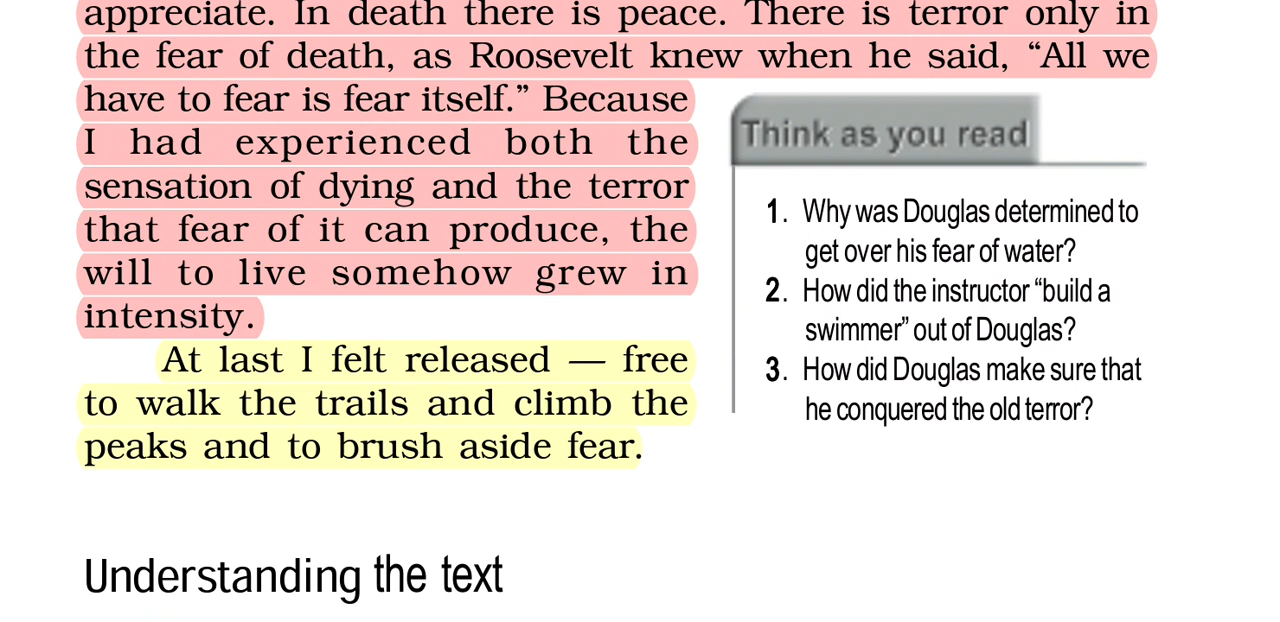 appreciate. In death there is peace. There is terror only in
the fear of death, as Roosevelt knew when he said, “All we
have to fear is fear itself.” Because
I had experienced both the
sensation of dying and the terror
that fear of it can produce, the
will to live somehow grew in
intensity.
At last I felt released — free
to walk the trails and climb the
peaks and to brush aside fear.
Think as you read
1. Why was Douglas determined to
get over his fear of water?
2. How did the instructor “build a
swimmer” out of Douglas?
3. How did Douglas make sure that
he conquered the old terror?
Understanding the text